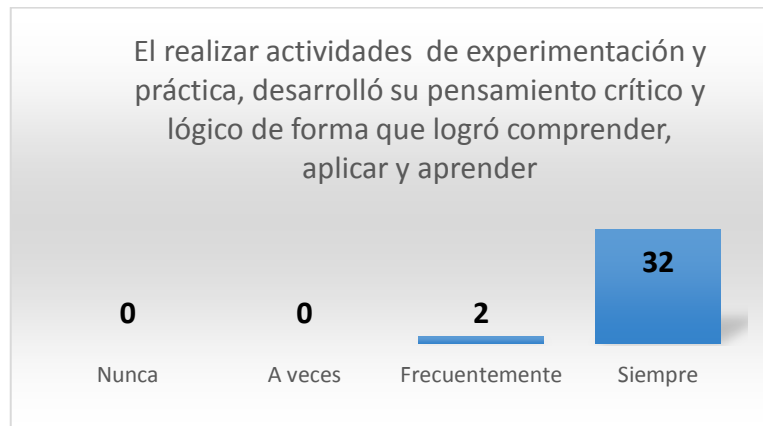 El realizar actividades de experimentación y
práctica, desarrolló su pensamiento crítico y
lógico de forma que logró comprender,
aplicar y aprender
0 0 2 32
Nunca A veces Frecuentemente Siempre